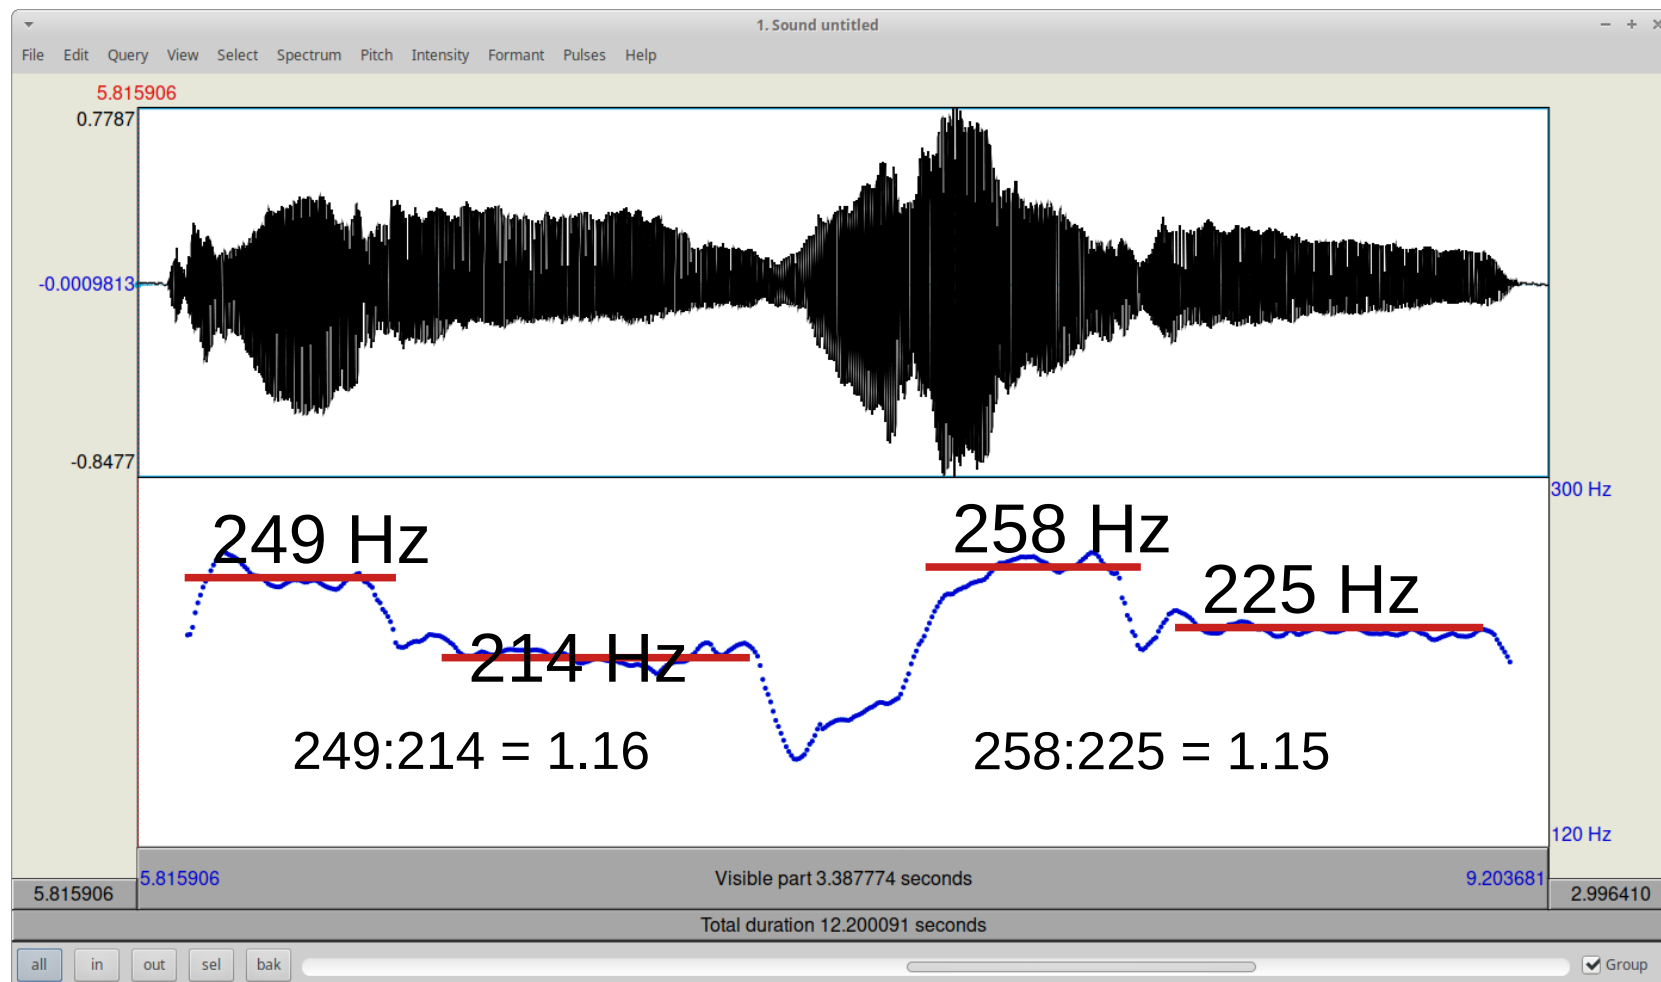 1. Sound untitled
File Edit Query View Select Spectrum Pitch Intensity Formant Pulses Help
5.815906
0.7787
-0.0009813
-0.8477
300 Hz
249 Hz
258 Hz
225 Hz
214 Hz
249:214 = 1.16
258:225 = 1.15
120 Hz
5.815906 Visible part 3.387774 seconds 9.203681
5.815906 2.996410
Total duration 12.200091 seconds
all in out sel bak Group